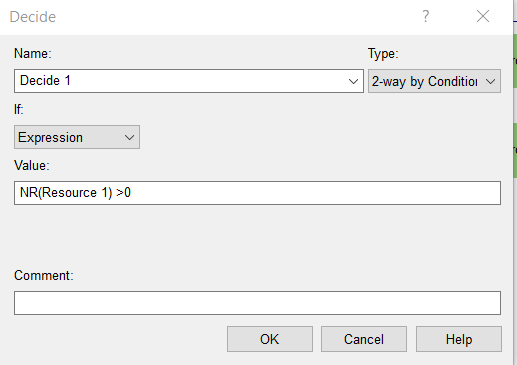 Decide
? 
Name:
Type:
Decide 1
2-way by Condition
If:
Expression
Value:
NR(Resource 1) >0
Comment:
OK
Cancel
Help